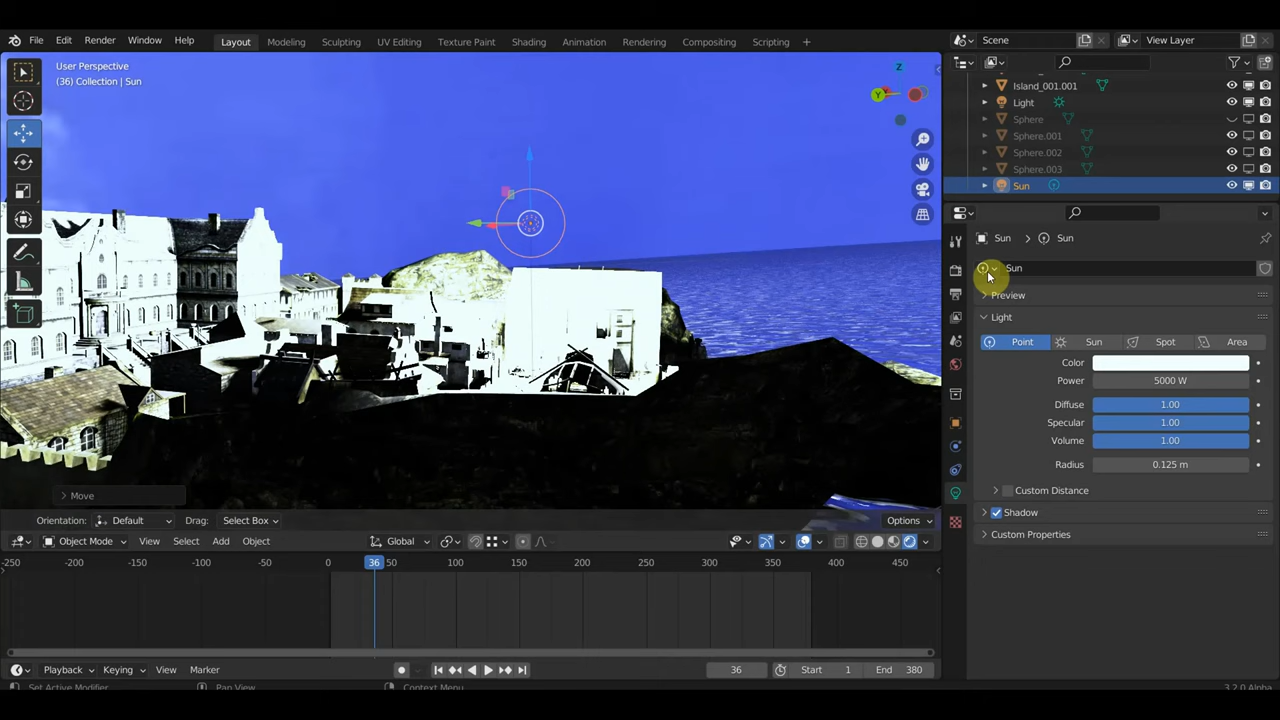 File Edit Render Window Help Layout Modeling Sculpting UV Editing Texture Paint Shading Animation Rendering Compositing Scripting + Scene View Layer
User Perspective
(36) Collection | Sun
Z
Y
Island_001.001
Light
Sphere
Sphere.001
Sphere.002
Sphere.003
Sun
Sun > Sun
Sun
Preview
Light
Point Sun Spot Area
Color
Power 5000 W
Diffuse 1.00
Specular 1.00
Volume 1.00
Radius 0.125 m
Custom Distance
Shadow
Custom Properties
> Move
Orientation: Default Drag: Select Box Options
Object Mode View Select Add Object Global
-250 -200 -150 -100 -50 0 36 50 100 150 200 250 300 350 400 450
Playback Keying View Marker 36 Start 1 End 380
Set Active Modifier Pan View Context Menu 3.2.0 Alpha